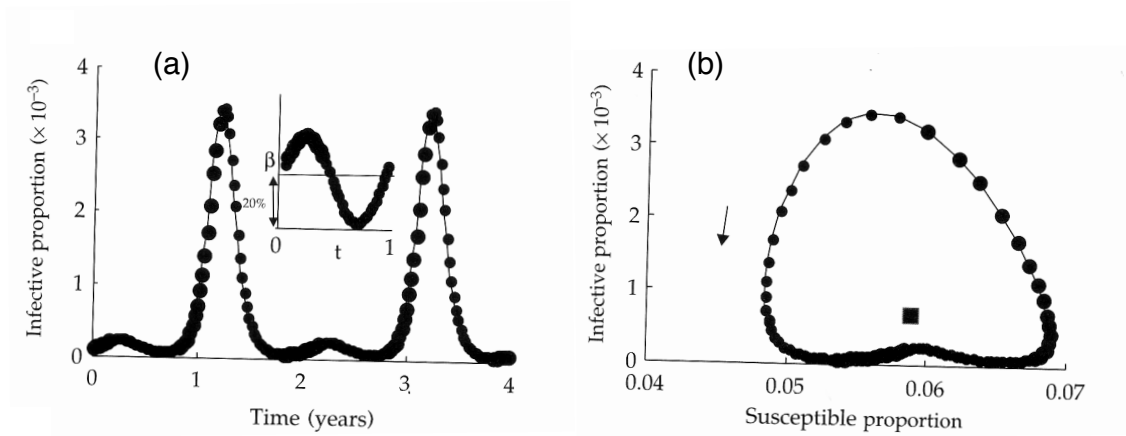 (a)
Infective proportion (× 10⁻³)
4
3
2
1
0
0
1
2
3.
4
Time (years)
β
20%
0
t
1
(b)
Infective proportion (× 10⁻³)
4
3
2
1
0
0.04
0.05
0.06
0.07
Susceptible proportion